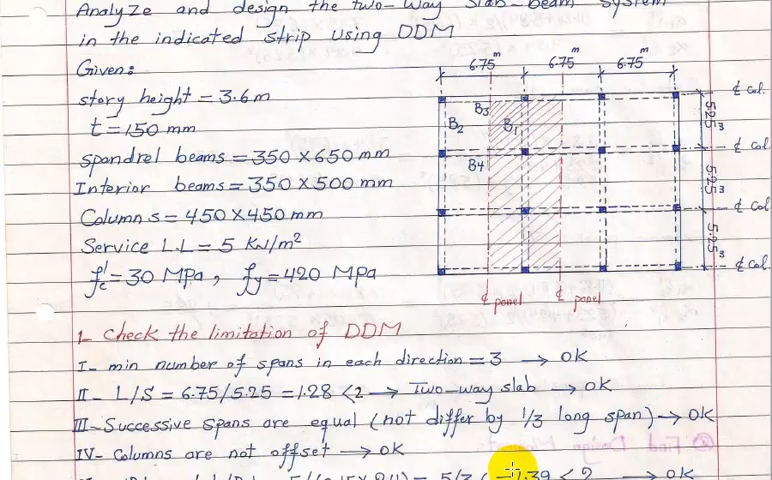 Analyze and design the two-way slab-beam system
in the indicated strip using DDM
Given:
story height = 3.6m
t = 150 mm
Spandrel beams = 350 X 650 mm
Interior beams = 350 X 500 mm
Columns = 450 X 450 mm
Service L.L = 5 KN/m²
f'c = 30 MPa, fy = 420 MPa
6.75m 6.75m 6.75m
B3
B2 B1
B4
℄ Col.
5.25m
℄ Col
5.25m
℄ Col
5.25m
℄ Col
℄ panel ℄ panel
1- Check the limitation of DDM
I- min number of spans in each direction = 3 → OK
II- L/S = 6.75/5.25 = 1.28 < 2 → Two-way slab → OK
III- Successive spans are equal (not differ by 1/3 long span) → OK
IV- Columns are not offset → OK
< 2 → OK